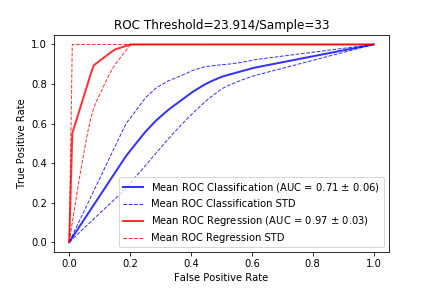 ROC Threshold=23.914/Sample=33
True Positive Rate
1.0
0.8
0.6
0.4
0.2
0.0
Mean ROC Classification (AUC = 0.71 ± 0.06)
Mean ROC Classification STD
Mean ROC Regression (AUC = 0.97 ± 0.03)
Mean ROC Regression STD
0.0 0.2 0.4 0.6 0.8 1.0
False Positive Rate